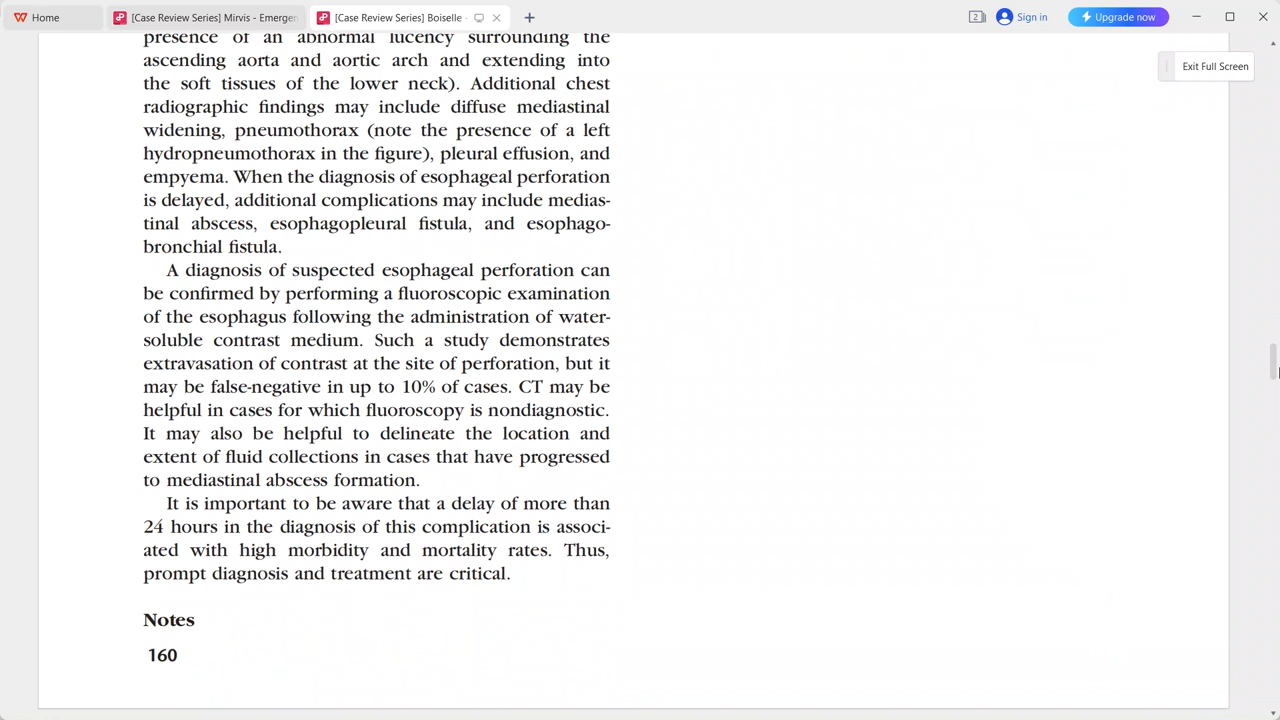 Home
[Case Review Series] Mirvis - Emergen
[Case Review Series] Boiselle -
2
Sign in
Upgrade now
Exit Full Screen
presence of an abnormal lucency surrounding the
ascending aorta and aortic arch and extending into
the soft tissues of the lower neck). Additional chest
radiographic findings may include diffuse mediastinal
widening, pneumothorax (note the presence of a left
hydropneumothorax in the figure), pleural effusion, and
empyema. When the diagnosis of esophageal perforation
is delayed, additional complications may include medias-
tinal abscess, esophagopleural fistula, and esophago-
bronchial fistula.
A diagnosis of suspected esophageal perforation can
be confirmed by performing a fluoroscopic examination
of the esophagus following the administration of water-
soluble contrast medium. Such a study demonstrates
extravasation of contrast at the site of perforation, but it
may be false-negative in up to 10% of cases. CT may be
helpful in cases for which fluoroscopy is nondiagnostic.
It may also be helpful to delineate the location and
extent of fluid collections in cases that have progressed
to mediastinal abscess formation.
It is important to be aware that a delay of more than
24 hours in the diagnosis of this complication is associ-
ated with high morbidity and mortality rates. Thus,
prompt diagnosis and treatment are critical.
Notes
160